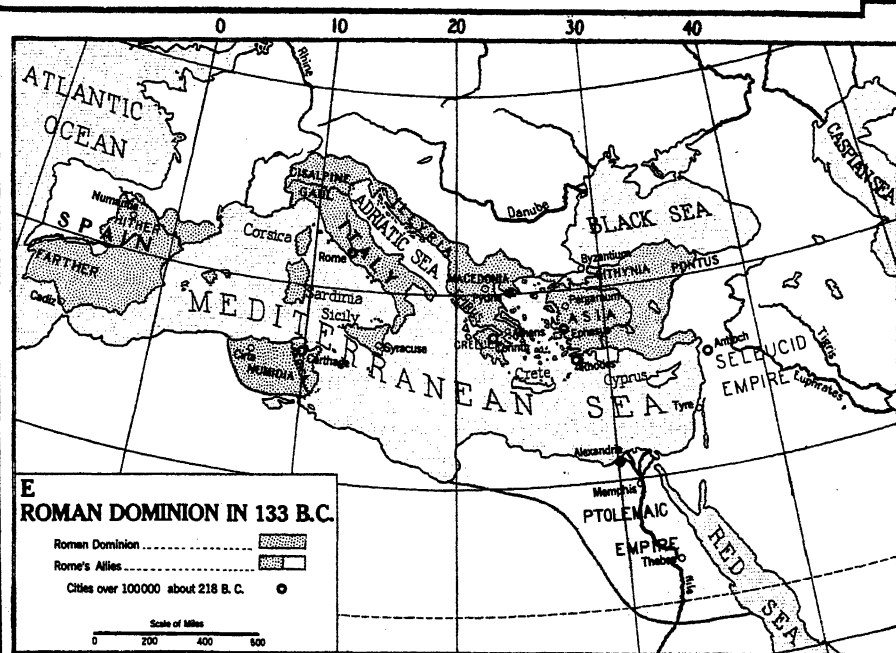 0 10 20 30 40
Rhine
ATLANTIC
OCEAN
CASPIAN SEA
CISALPINE
GAUL
ILLYRIA
ADRIATIC SEA
Danube
BLACK SEA
Numantia
HITHER
SPAIN
FARTHER
Cadiz
Corsica
Rome
ITALY
Byzantium
BITHYNIA
PONTUS
MACEDONIA
Pydna
Pergamum
ASIA
Ephesus
Sardinia
Sicily
Syracuse
MEDITERRANEAN SEA
Athens
Corinth
GREECE
Rhodes
Crete
Cyprus
Antioch
SELEUCID
EMPIRE
Tigris
Euphrates
Cirta
Carthage
NUMIDIA
Tyre
Alexandria
Memphis
PTOLEMAIC
EMPIRE
Thebes
Nile
RED SEA
E
ROMAN DOMINION IN 133 B.C.
Roman Dominion
Rome's Allies
Cities over 100000 about 218 B. C.
Scale of Miles
0 200 400 600